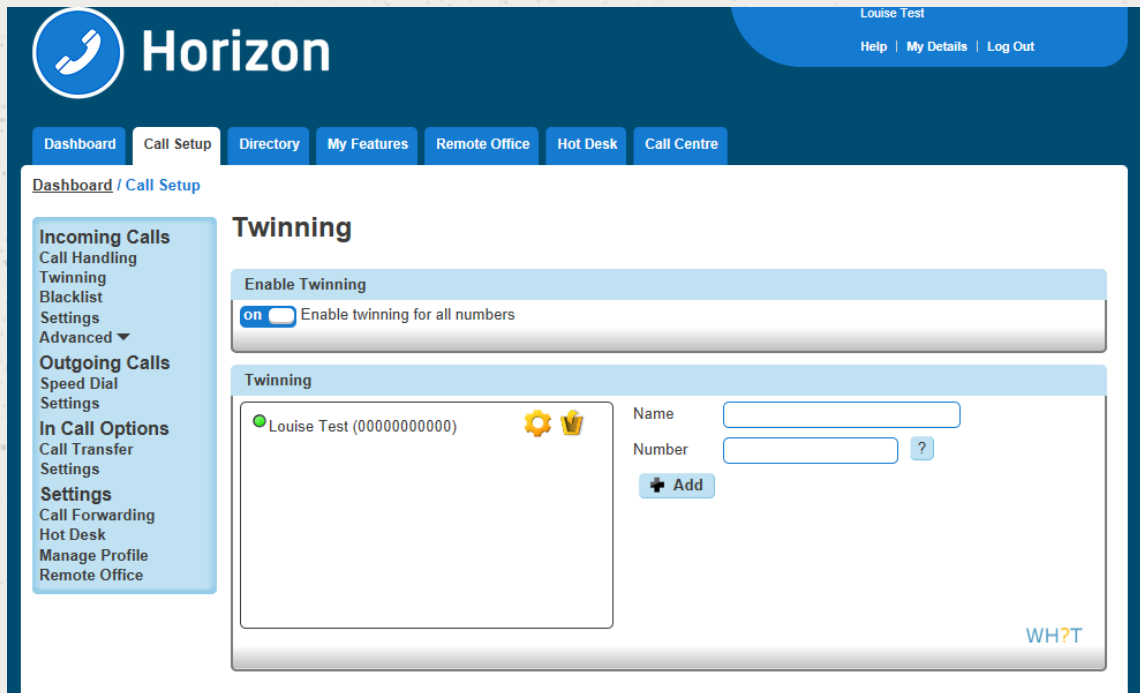 Louise Test
Horizon
Help | My Details | Log Out
Dashboard Call Setup Directory My Features Remote Office Hot Desk Call Centre
Dashboard / Call Setup
Incoming Calls
Call Handling
Twinning
Blacklist
Settings
Advanced
Outgoing Calls
Speed Dial
Settings
In Call Options
Call Transfer
Settings
Settings
Call Forwarding
Hot Desk
Manage Profile
Remote Office
Twinning
Enable Twinning
on Enable twinning for all numbers
Twinning
Louise Test (00000000000)
Name
Number ?
Add
WH?T